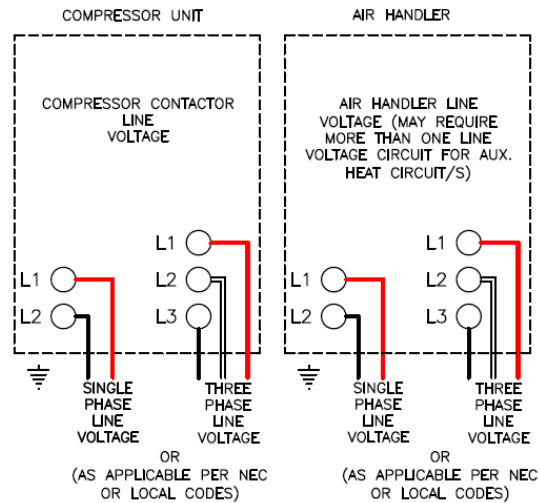 COMPRESSOR UNIT
COMPRESSOR CONTACTOR
LINE
VOLTAGE
L1
L2
L1
L2
L3
SINGLE
PHASE
LINE
VOLTAGE
THREE
PHASE
LINE
VOLTAGE
OR
(AS APPLICABLE PER NEC
OR LOCAL CODES)
AIR HANDLER
AIR HANDLER LINE
VOLTAGE (MAY REQUIRE
MORE THAN ONE LINE
VOLTAGE CIRCUIT FOR AUX.
HEAT CIRCUIT/S)
L1
L2
L1
L2
L3
SINGLE
PHASE
LINE
VOLTAGE
THREE
PHASE
LINE
VOLTAGE
OR
(AS APPLICABLE PER NEC
OR LOCAL CODES)